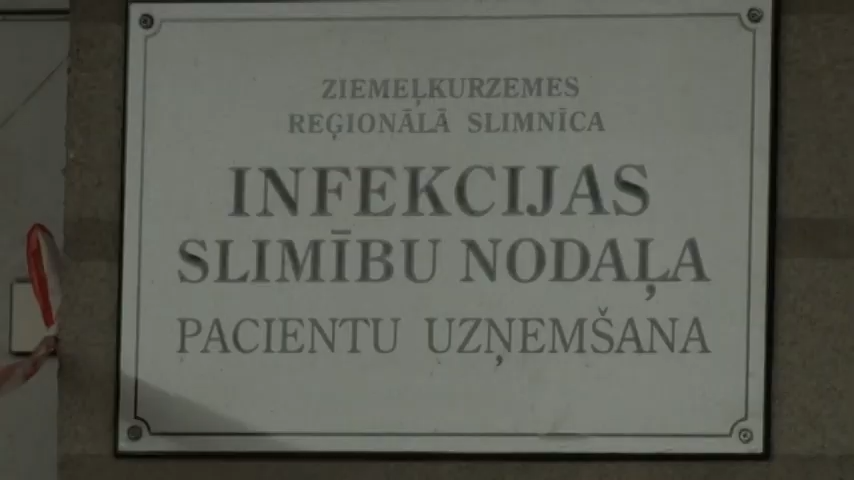 ZIEMEĻKURZEMES
REĢIONĀLĀ SLIMNĪCA
INFEKCIJAS
SLIMĪBU NODAĻA
PACIENTU UZŅEMŠANA